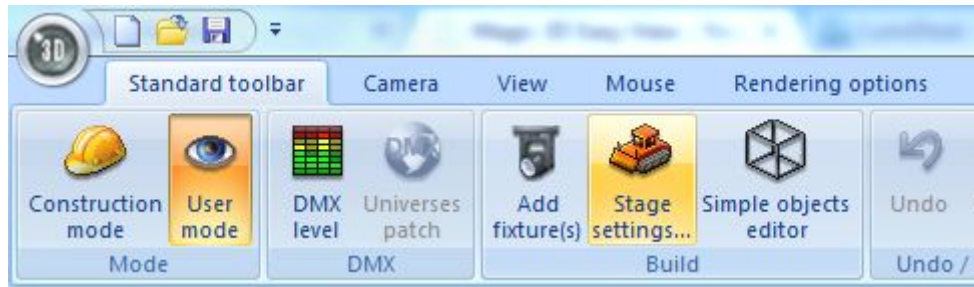 3D
Standard toolbar Camera View Mouse Rendering options
Construction mode User mode DMX level DMX Universes patch Add fixture(s) Stage settings... Simple objects editor Undo
Mode DMX Build Undo /